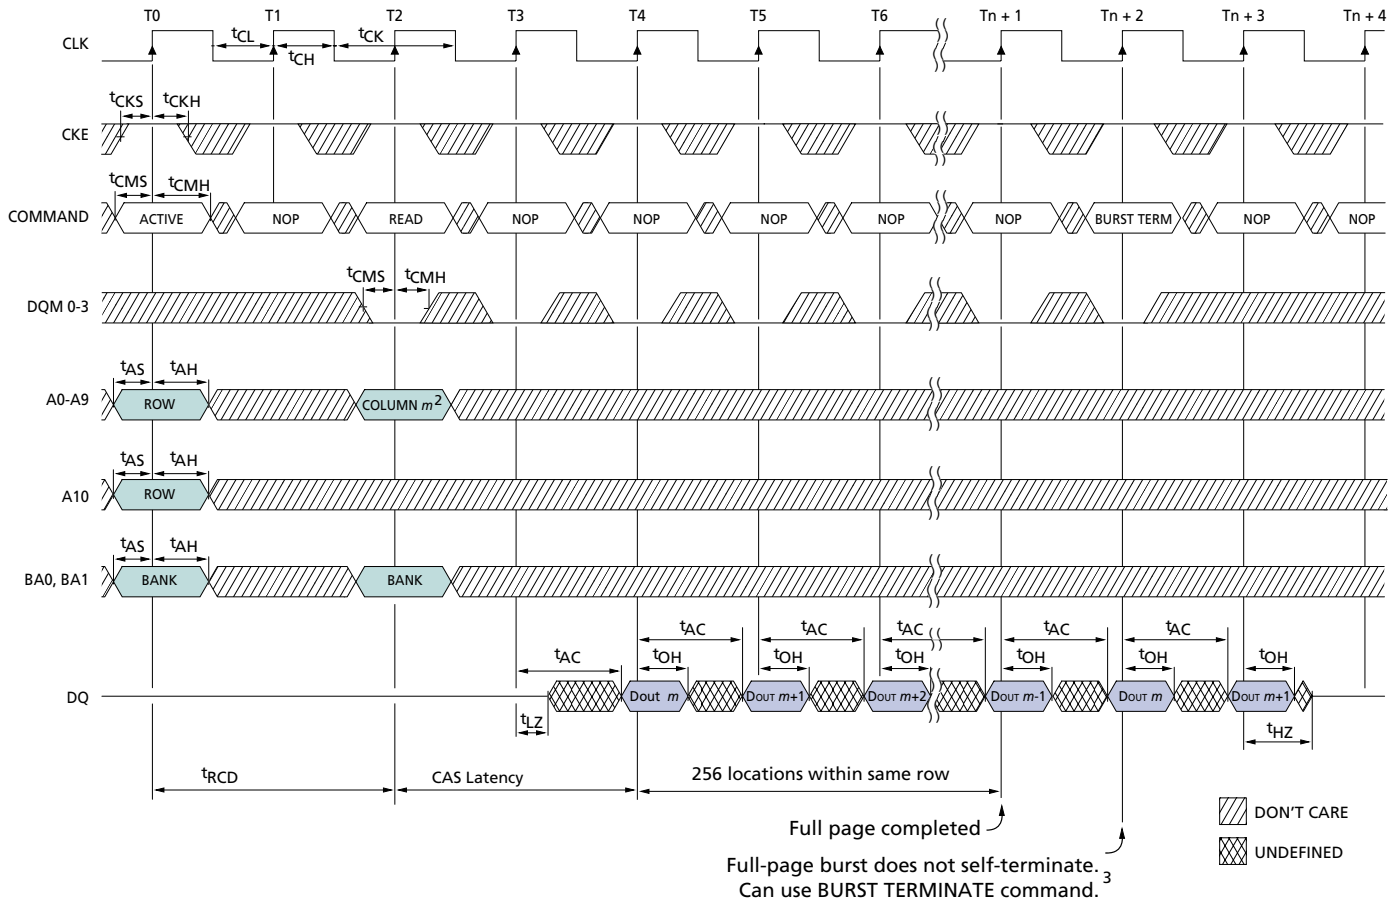 T0 T1 T2 T3 T4 T5 T6 Tn + 1 Tn + 2 Tn + 3 Tn + 4
CLK tCL tCH tCK
tCKS tCKH
CKE
tCMS tCMH
COMMAND ACTIVE NOP READ NOP NOP NOP NOP NOP BURST TERM NOP NOP
tCMS tCMH
DQM 0-3
tAS tAH
A0-A9 ROW COLUMN m2
tAS tAH
A10 ROW
tAS tAH
BA0, BA1 BANK BANK
tAC tAC tAC tAC tAC
tAC tOH tOH tOH tOH tOH tOH
DQ DOUT m DOUT m+1 DOUT m+2 DOUT m-1 DOUT m DOUT m+1
tLZ tHZ
tRCD CAS Latency 256 locations within same row
Full page completed
Full-page burst does not self-terminate.
Can use BURST TERMINATE command. 3
DON'T CARE
UNDEFINED